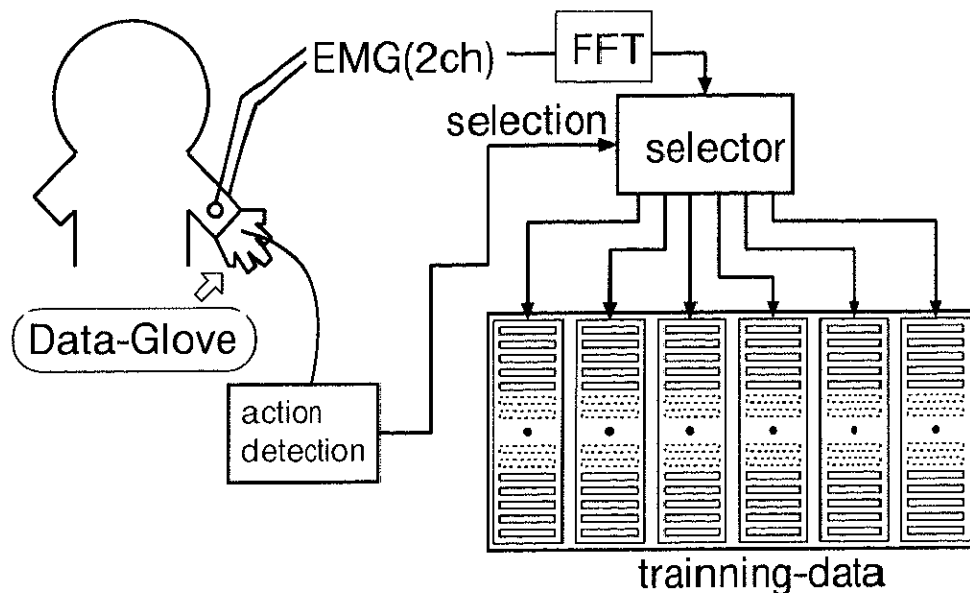 EMG(2ch)
FFT
selection
selector
Data-Glove
action
detection
trainning-data